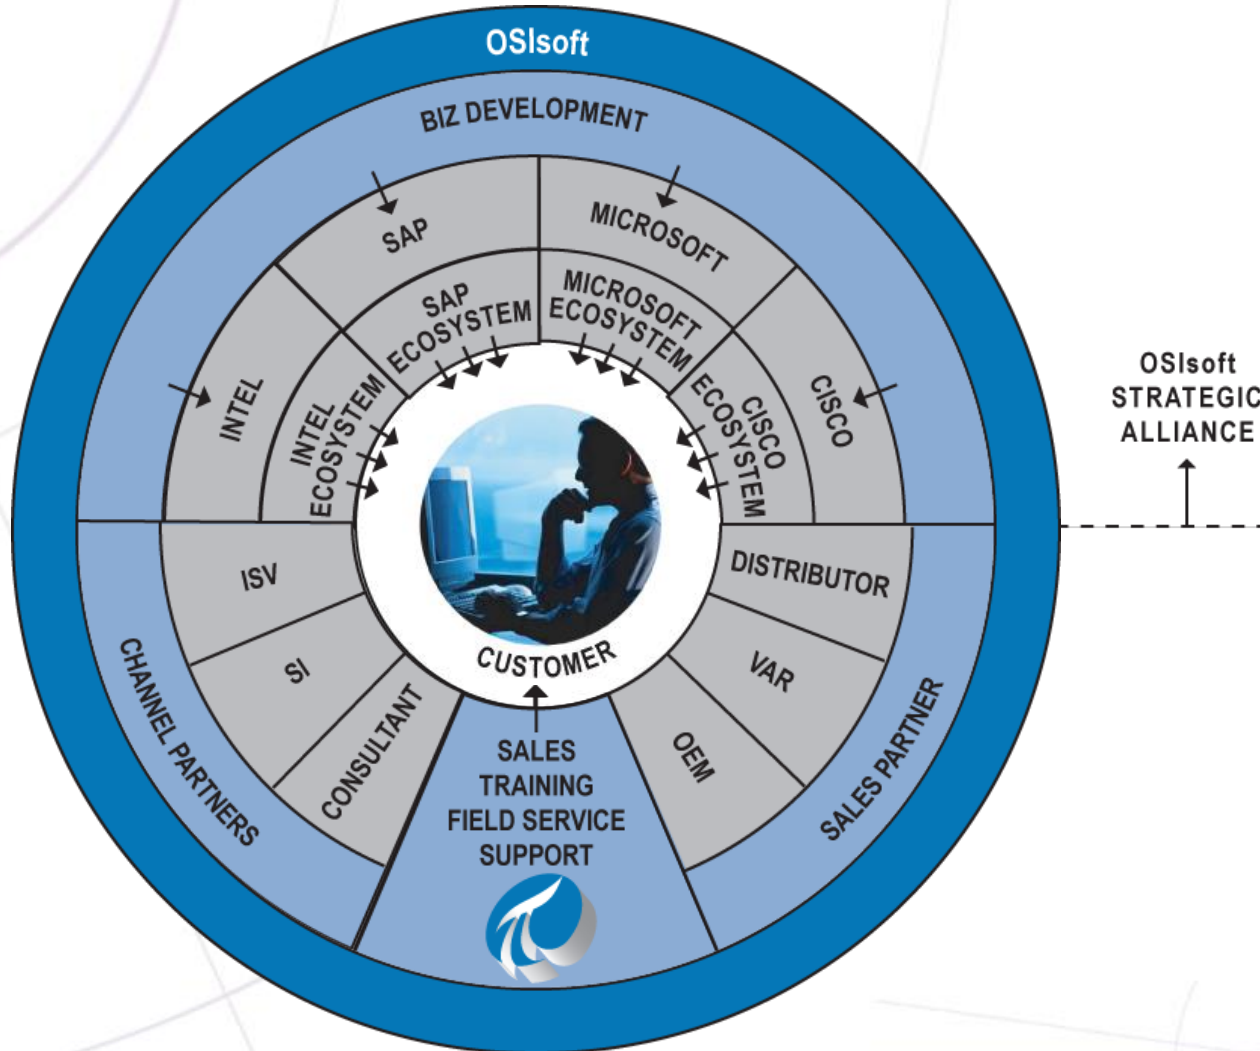 OSIsoft
BIZ DEVELOPMENT
SAP
MICROSOFT
INTEL
CISCO
SAP
ECOSYSTEM
MICROSOFT
ECOSYSTEM
INTEL
ECOSYSTEM
CISCO
ECOSYSTEM
OSIsoft
STRATEGIC
ALLIANCE
ISV
SI
CONSULTANT
CHANNEL PARTNERS
CUSTOMER
SALES
TRAINING
FIELD SERVICE
SUPPORT
DISTRIBUTOR
VAR
OEM
SALES PARTNER